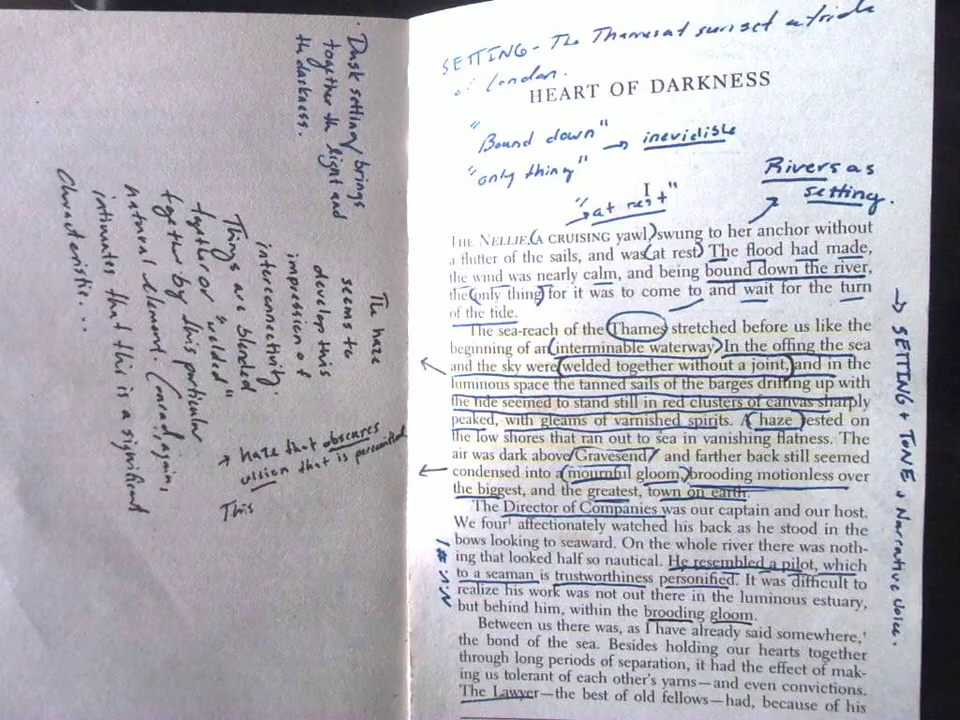 Dusk setting brings
together the light and
the darkness.
The haze
seems to
develop this
impression of
interconnectivity.
Things are blended
together or "welded"
together by this particular
natural element. Conrad, again,
intimates that this is a significant
characteristic...
haze that obscures
vision that is
This
SETTING - The Thames at sunset outside
of London.
HEART OF DARKNESS
"Bound down"
"only thing" → inevidible
"at rest"
Rivers as
setting.
I
THE NELLIE, (A CRUISING yawl,) swung to her anchor without
a flutter of the sails, and was (at rest) The flood had made,
the wind was nearly calm, and being bound down the river,
the (only thing) for it was to come to and wait for the turn
of the tide.
The sea-reach of the Thames stretched before us like the
beginning of an (interminable waterway) In the offing the sea
and the sky were (welded together without a joint,) and in the
luminous space the tanned sails of the barges drifting up with
the tide seemed to stand still in red clusters of canvas sharply
peaked, with gleams of varnished spirits. A haze rested on
the low shores that ran out to sea in vanishing flatness. The
air was dark above Gravesend, and farther back still seemed
condensed into a (mournful gloom,) brooding motionless over
the biggest, and the greatest, town on earth.
The Director of Companies was our captain and our host.
We four¹ affectionately watched his back as he stood in the
bows looking to seaward. On the whole river there was noth-
ing that looked half so nautical. He resembled a pilot, which
to a seaman is trustworthiness personified. It was difficult to
realize his work was not out there in the luminous estuary,
but behind him, within the brooding gloom.
Between us there was, as I have already said somewhere,¹
the bond of the sea. Besides holding our hearts together
through long periods of separation, it had the effect of mak-
ing us tolerant of each other's yarns—and even convictions.
The Lawyer—the best of old fellows—had, because of his
→ SETTING + TONE + Narrative Voice.